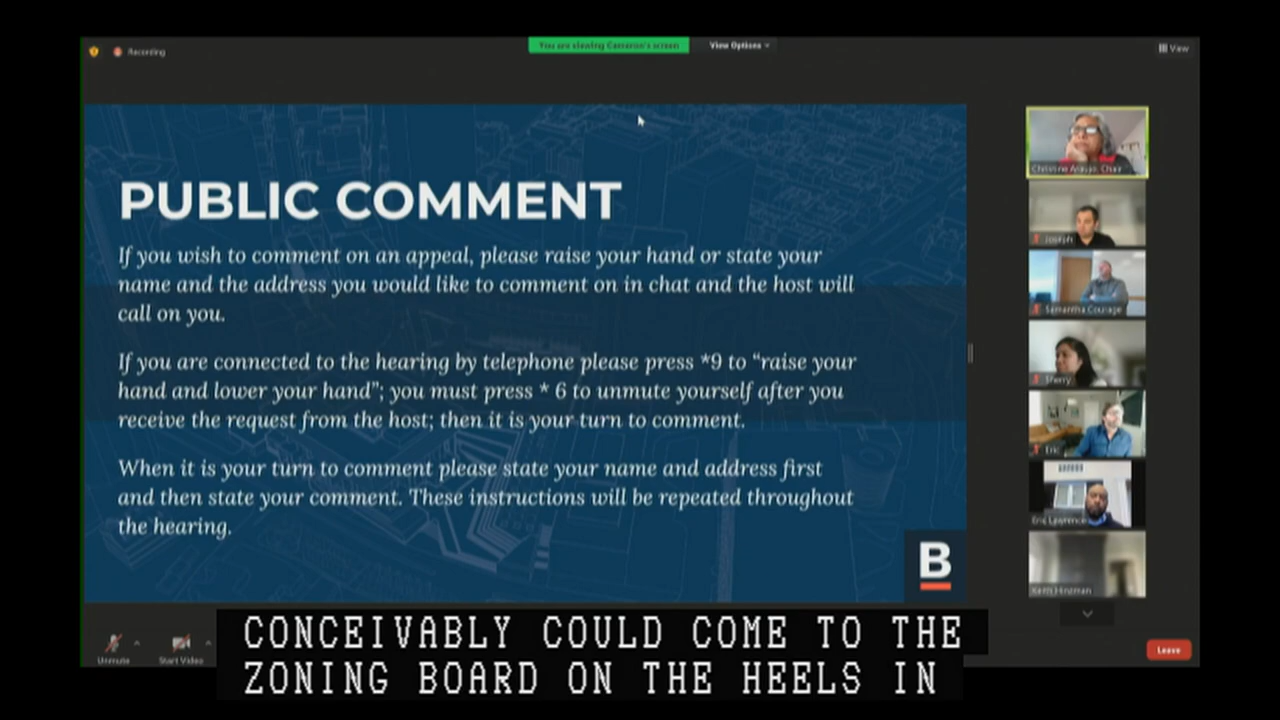 Recording
You are viewing Cameron's screen
View Options
View
PUBLIC COMMENT
If you wish to comment on an appeal, please raise your hand or state your
name and the address you would like to comment on in chat and the host will
call on you.
If you are connected to the hearing by telephone please press *9 to “raise your
hand and lower your hand”; you must press * 6 to unmute yourself after you
receive the request from the host; then it is your turn to comment.
When it is your turn to comment please state your name and address first
and then state your comment. These instructions will be repeated throughout
the hearing.
B
Christine Araujo, Chair
Joseph
Samantha Courage
Sherry
Eric
Eric Lawrence
Keith Hinzman
Unmute
Start Video
Leave
CONCEIVABLY COULD COME TO THE
ZONING BOARD ON THE HEELS IN